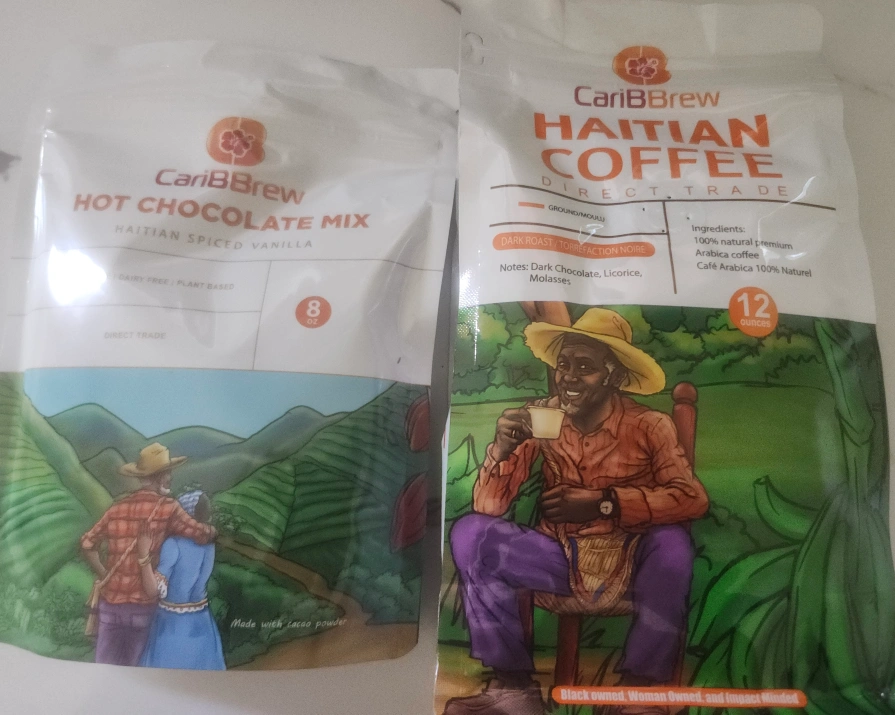 CariBBrew
HOT CHOCOLATE MIX
HAITIAN SPICED VANILLA
DAIRY FREE | PLANT BASED
8
OZ
DIRECT TRADE
Made with cacao powder
CariBBrew
HAITIAN
COFFEE
DIRECT TRADE
GROUND/MOULU
DARK ROAST / TORREFACTION NOIRE
Notes: Dark Chocolate, Licorice,
Molasses
Ingredients:
100% natural premium
Arabica coffee
Café Arabica 100% Naturel
12
OUNCES
Black owned, Woman Owned, and Impact Minded